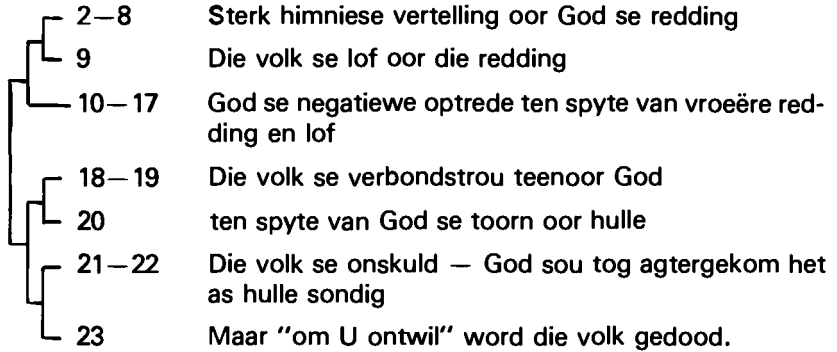 2—8 Sterk himniese vertelling oor God se redding
9 Die volk se lof oor die redding
10—17 God se negatiewe optrede ten spyte van vroeëre red-
ding en lof
18—19 Die volk se verbondstrou teenoor God
20 ten spyte van God se toorn oor hulle
21—22 Die volk se onskuld — God sou tog agtergekom het
as hulle sondig
23 Maar "om U ontwil" word die volk gedood.